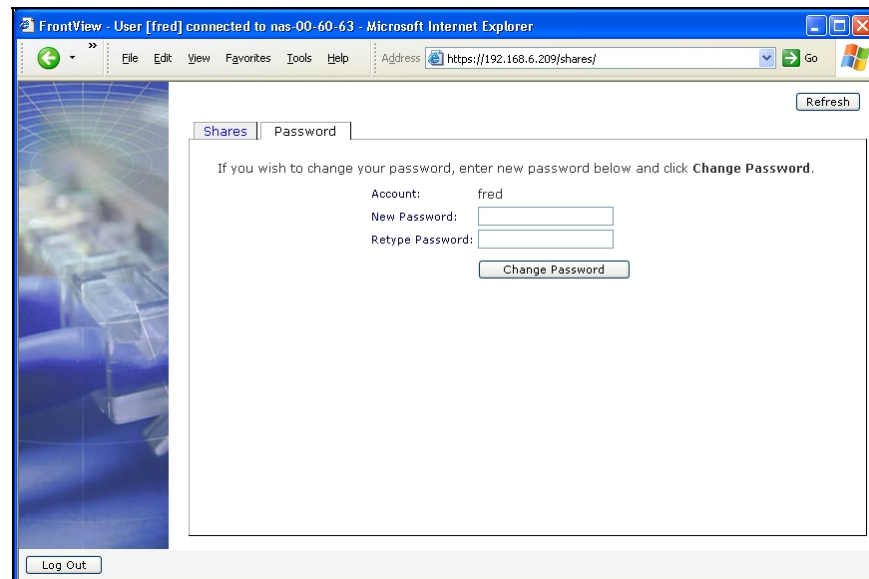 FrontView - User [fred] connected to nas-00-60-63 - Microsoft Internet Explorer
» File Edit View Favorites Tools Help Address https://192.168.6.209/shares/ Go
Refresh
Shares Password
If you wish to change your password, enter new password below and click Change Password.
Account: fred
New Password:
Retype Password:
Change Password
Log Out